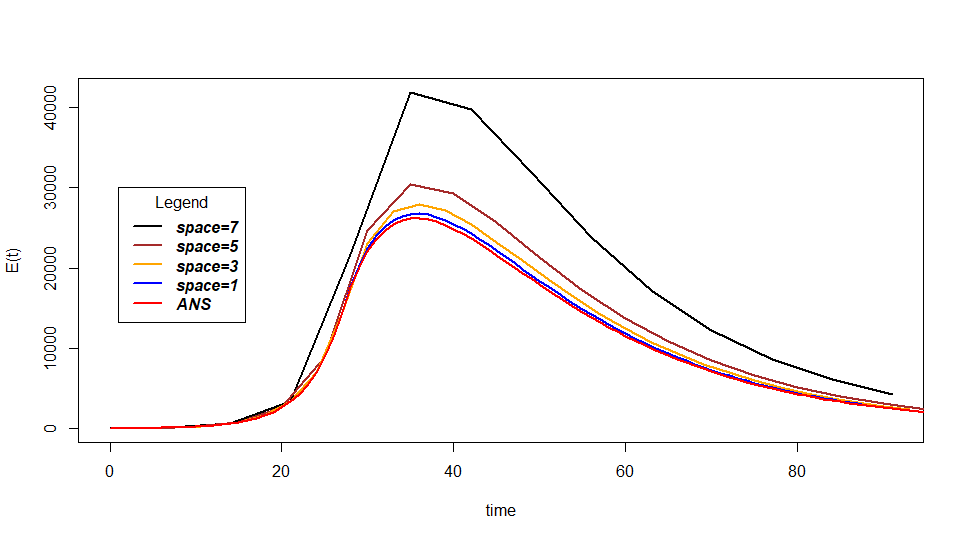 40000
30000
20000
10000
0
E(t)
Legend
space=7
space=5
space=3
space=1
ANS
0 20 40 60 80
time